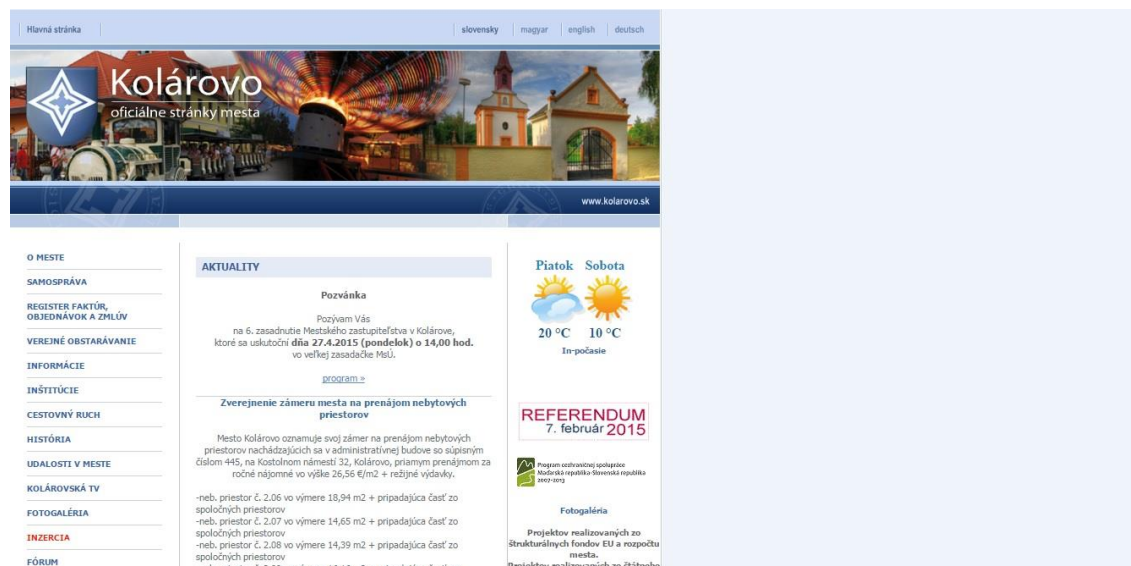 Hlavná stránka
slovensky magyar english deutsch
Kolárovo
oficiálne stránky mesta
www.kolarovo.sk
O MESTE
SAMOSPRÁVA
REGISTER FAKTÚR,
OBJEDNÁVOK A ZMLÚV
VEREJNÉ OBSTARÁVANIE
INFORMÁCIE
INŠTITÚCIE
CESTOVNÝ RUCH
HISTÓRIA
UDALOSTI V MESTE
KOLÁROVSKÁ TV
FOTOGALÉRIA
INZERCIA
FÓRUM
AKTUALITY
Pozvánka
Pozývam Vás
na 6. zasadnutie Mestského zastupiteľstva v Kolárove,
ktoré sa uskutoční dňa 27.4.2015 (pondelok) o 14,00 hod.
vo veľkej zasadačke MsÚ.
program »
Zverejnenie zámeru mesta na prenájom nebytových
priestorov
Mesto Kolárovo oznamuje svoj zámer na prenájom nebytových
priestorov nachádzajúcich sa v administratívnej budove so súpisným
číslom 445, na Kostolnom námestí 32, Kolárovo, priamym prenájmom za
ročné nájomné vo výške 26,56 €/m2 + režijné výdavky.
-neb. priestor č. 2.06 vo výmere 18,94 m2 + pripadajúca časť zo
spoločných priestorov
-neb. priestor č. 2.07 vo výmere 14,65 m2 + pripadajúca časť zo
spoločných priestorov
-neb. priestor č. 2.08 vo výmere 14,39 m2 + pripadajúca časť zo
spoločných priestorov
Piatok Sobota
20 °C 10 °C
In-počasie
REFERENDUM
7. február 2015
Program cezhraničnej spolupráce
Maďarská republika-Slovenská republika
2007-2013
Fotogaléria
Projektov realizovaných zo
štrukturálnych fondov EU a rozpočtu
mesta.
Projektov realizovaných zo štátneho